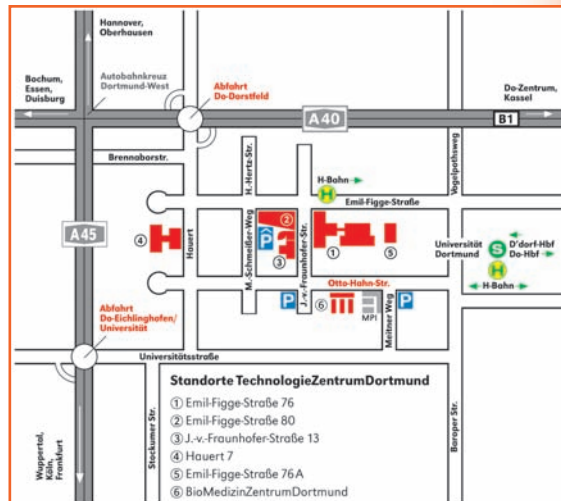 Hannover,
Oberhausen
Bochum,
Essen,
Duisburg
Autobahnkreuz
Dortmund-West
Abfahrt
Do-Dorstfeld
Do-Zentrum,
Kassel
A40
B1
Brennaborstr.
H.-Hertz-Str.
Vogelpothsweg
H-Bahn
H
Emil-Figge-Straße
A45
④
Hauert
M.-Schmeißer-Weg
②
P
③
J.-v.-Fraunhofer-Str.
①
⑤
Universität
Dortmund
S
D'dorf-Hbf
Do-Hbf
H
H-Bahn
Otto-Hahn-Str.
P
⑥
MPI
Meitner Weg
P
Abfahrt
Do-Eichlinghofen/
Universität
Universitätsstraße
Stockumer Str.
Baroper Str.
Wuppertal,
Köln,
Frankfurt
Standorte TechnologieZentrumDortmund
① Emil-Figge-Straße 76
② Emil-Figge-Straße 80
③ J.-v.-Fraunhofer-Straße 13
④ Hauert 7
⑤ Emil-Figge-Straße 76A
⑥ BioMedizinZentrumDortmund